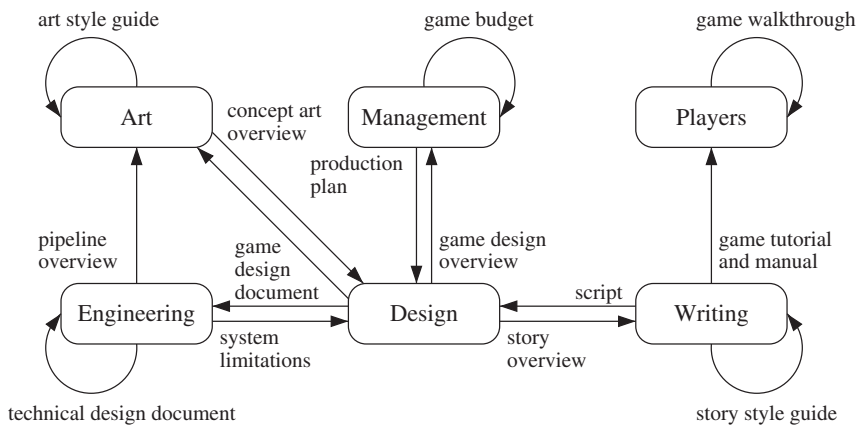 art style guide
game budget
game walkthrough
Art
concept art
overview
Management
Players
production
plan
pipeline
overview
game
design
document
game design
overview
game tutorial
and manual
script
Engineering
Design
Writing
system
limitations
story
overview
technical design document
story style guide